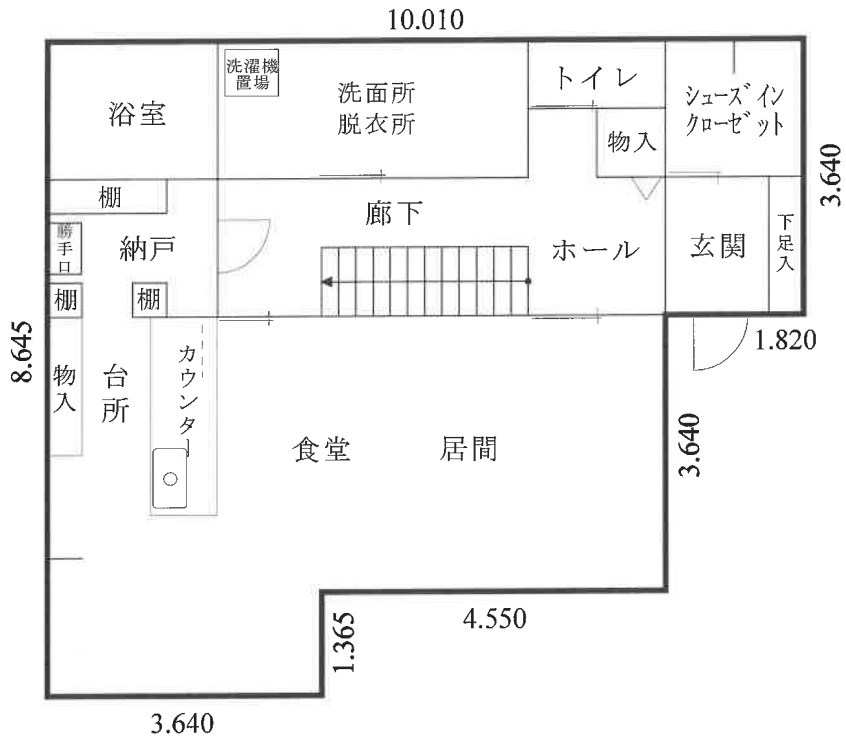 10.010
洗濯機
置場
浴室
洗面所
脱衣所
トイレ
シューズイン
クローゼット
物入
3.640
棚
廊下
勝手口
納戸
ホール
玄関
下足入
棚
棚
8.645
物入
台所
カウンター
1.820
食堂
居間
3.640
4.550
1.365
3.640